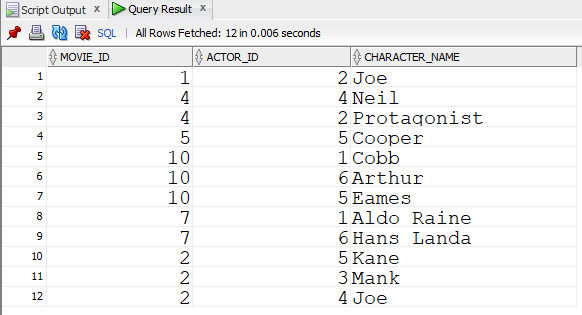 Script Output x Query Result x
SQL | All Rows Fetched: 12 in 0.006 seconds
MOVIE_ID ACTOR_ID CHARACTER_NAME
1 1 2 Joe
2 4 4 Neil
3 4 2 Protagonist
4 5 5 Cooper
5 10 1 Cobb
6 10 6 Arthur
7 10 5 Eames
8 7 1 Aldo Raine
9 7 6 Hans Landa
10 2 5 Kane
11 2 3 Mank
12 2 4 Joe